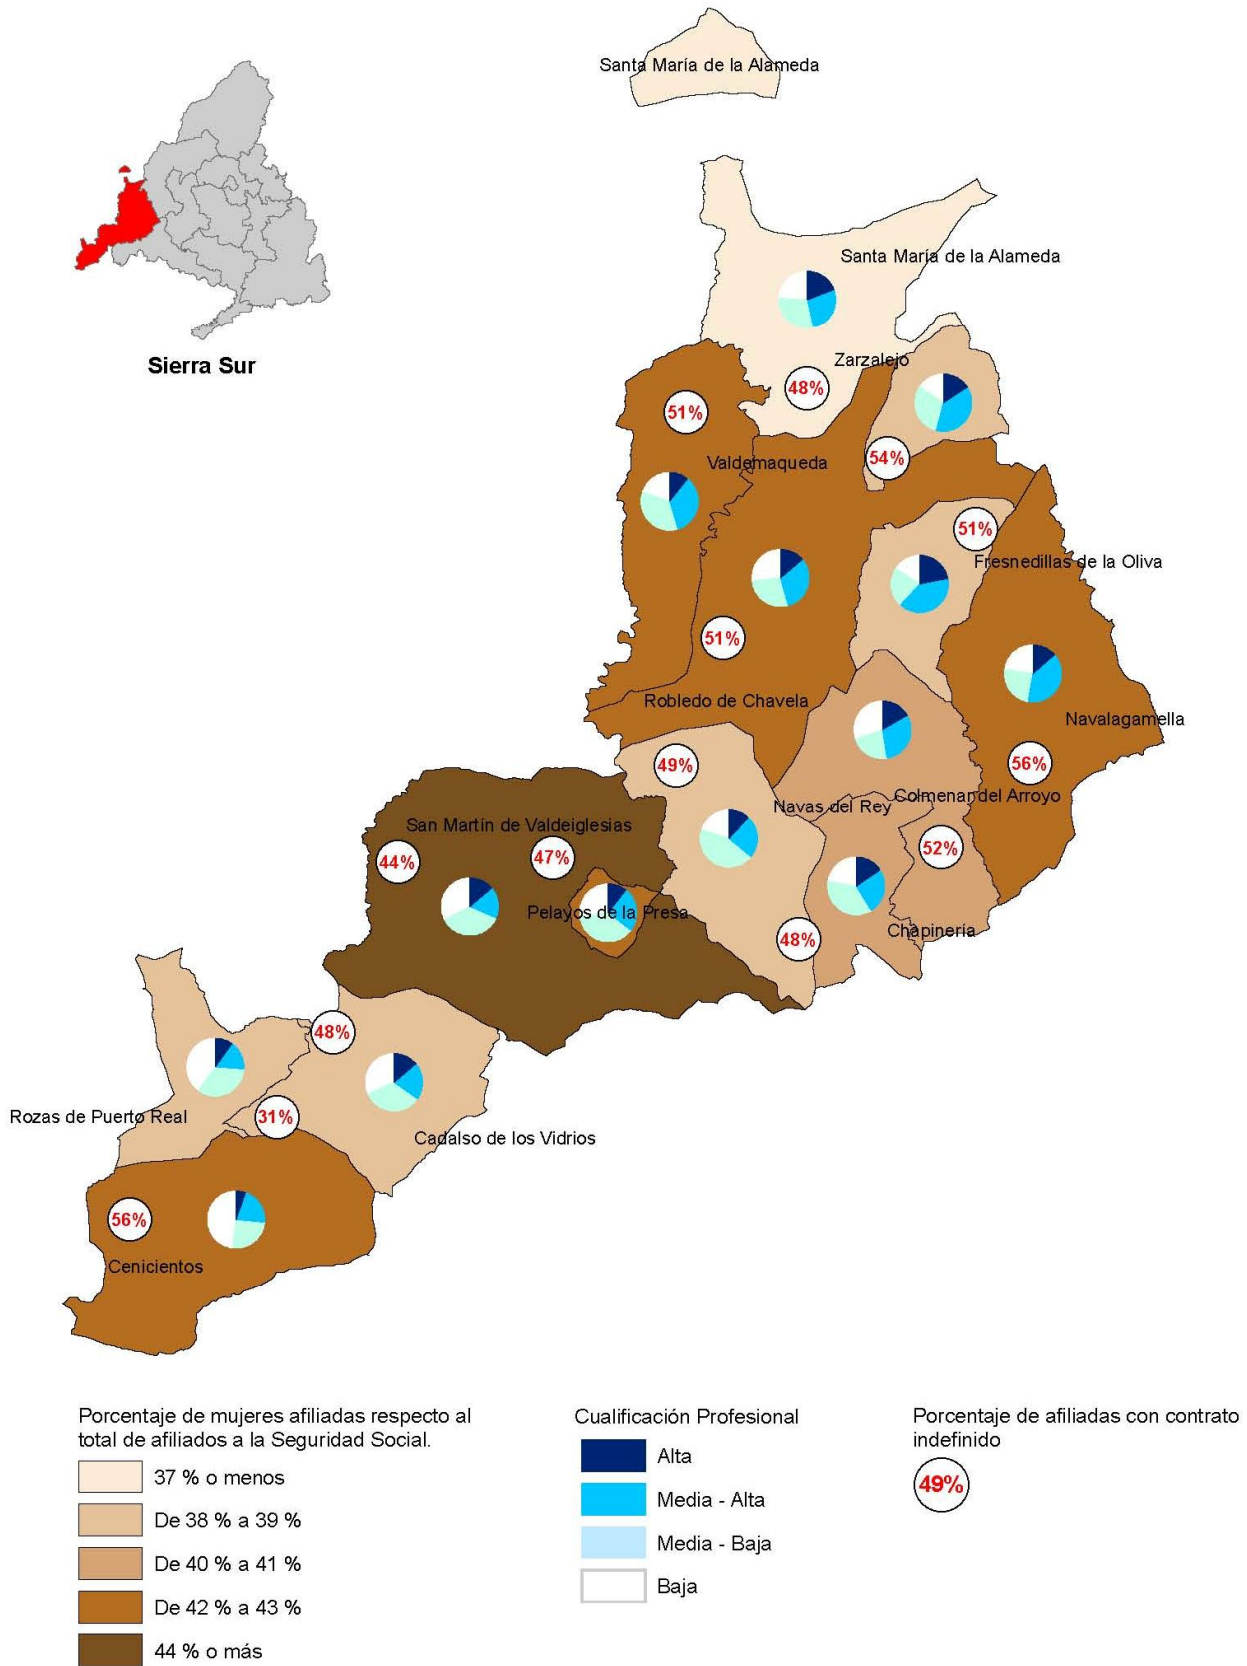 Santa María de la Alameda
Sierra Sur
Santa María de la Alameda
Zarzalejo
48%
51%
Valdemaqueda
54%
51%
Fresnedillas de la Oliva
51%
Robledo de Chavela
Navalagamella
49%
56%
Navas del Rey
Colmenar del Arroyo
San Martín de Valdeiglesias
44%
47%
52%
Pelayos de la Presa
Chapinería
48%
48%
Rozas de Puerto Real
31%
Cadalso de los Vidrios
56%
Cenicientos
Porcentaje de mujeres afiliadas respecto al
total de afiliados a la Seguridad Social.
37 % o menos
De 38 % a 39 %
De 40 % a 41 %
De 42 % a 43 %
44 % o más
Cualificación Profesional
Alta
Media - Alta
Media - Baja
Baja
Porcentaje de afiliadas con contrato
indefinido
49%